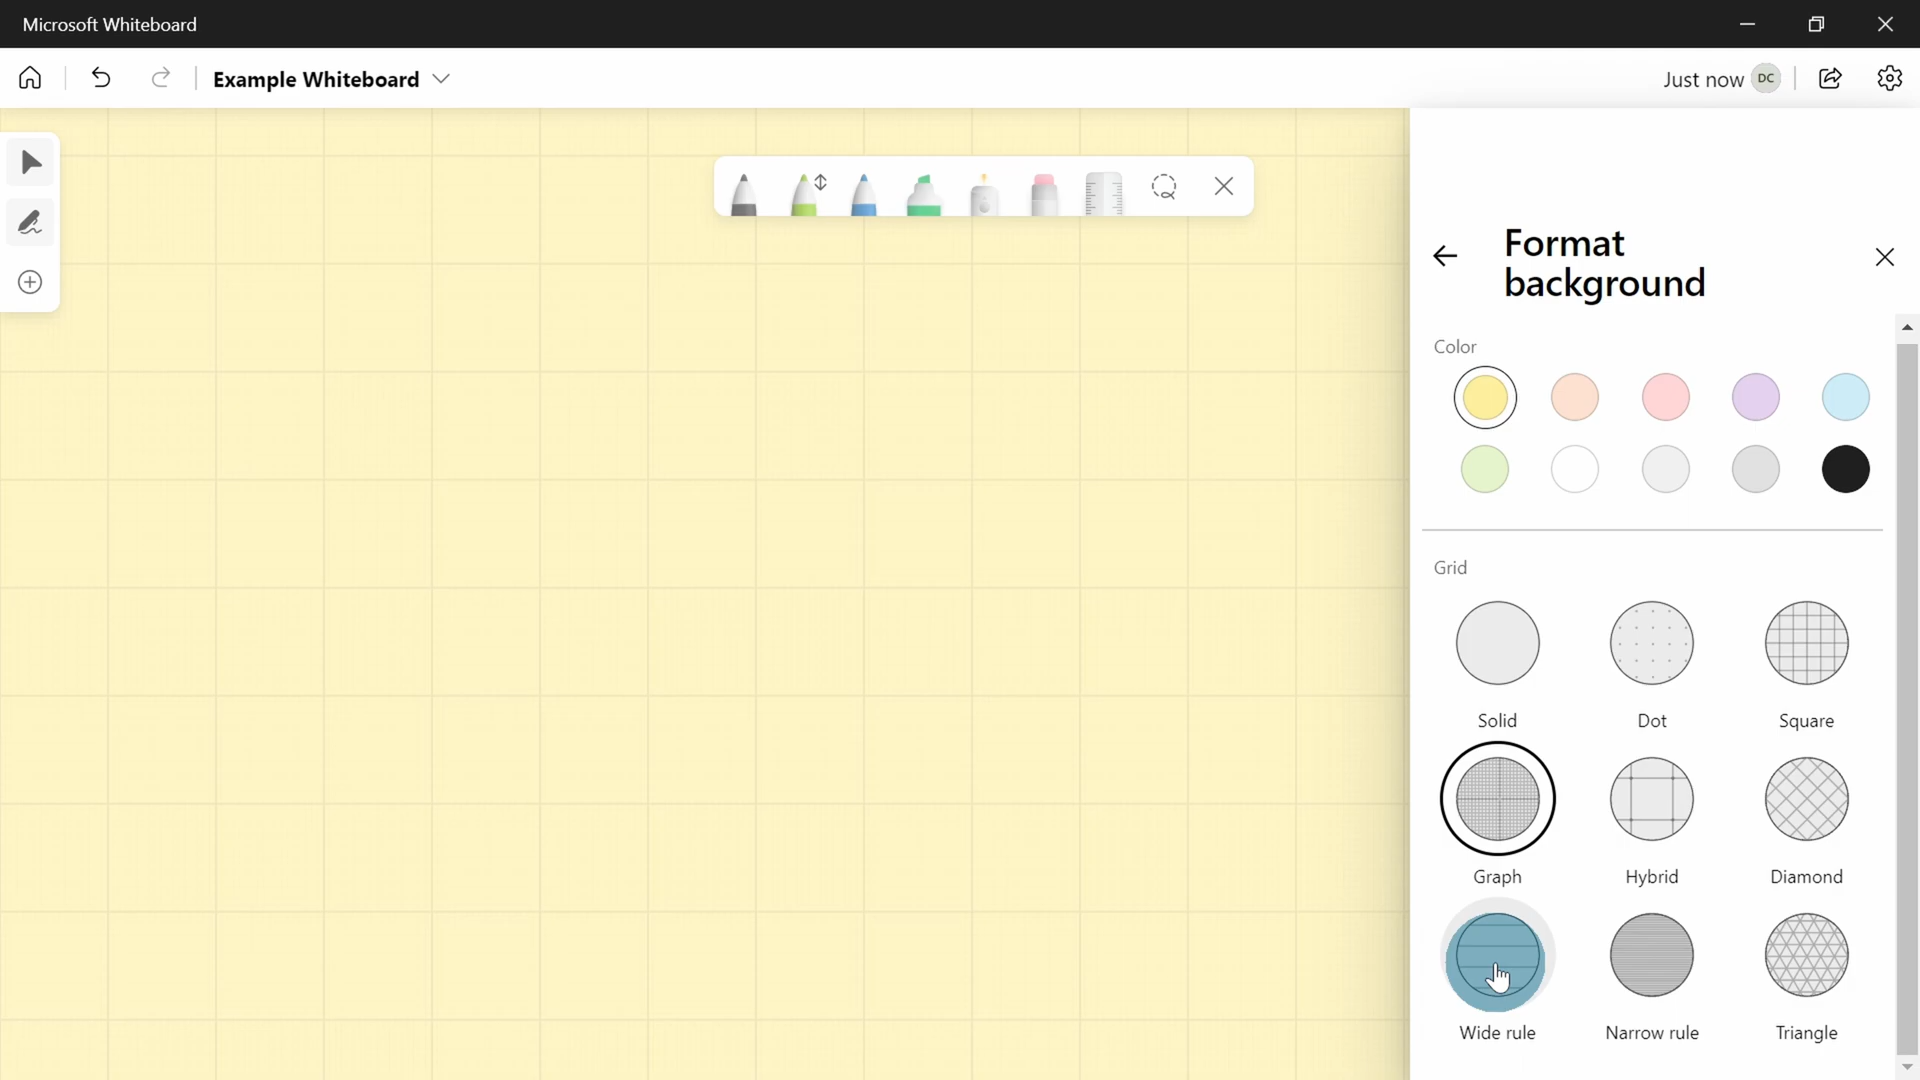 Microsoft Whiteboard
Example Whiteboard
Just now DC
Format
background
Color
Grid
Solid Dot Square
Graph Hybrid Diamond
Wide rule Narrow rule Triangle